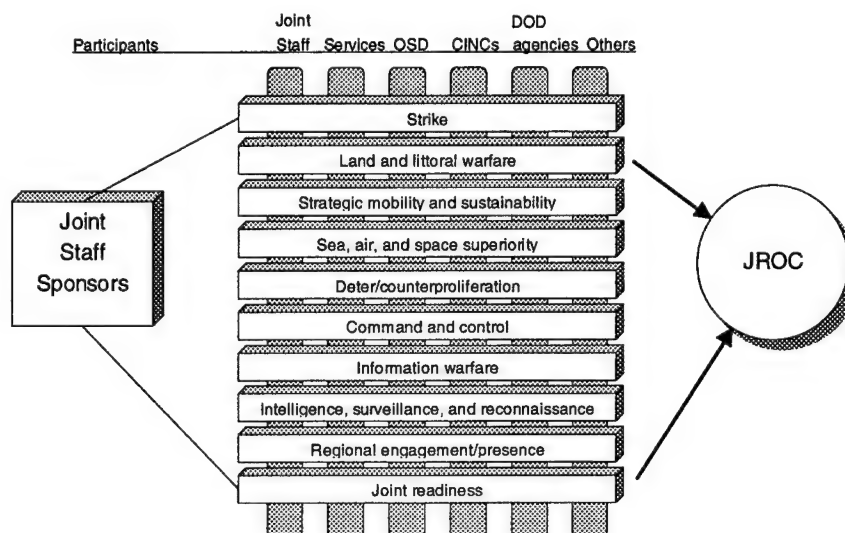 Joint DOD
Participants Staff Services OSD CINCs agencies Others
Strike
Land and littoral warfare
Strategic mobility and sustainability
Sea, air, and space superiority
Deter/counterproliferation
Command and control
Information warfare
Intelligence, surveillance, and reconnaissance
Regional engagement/presence
Joint readiness
Joint
Staff
Sponsors
JROC